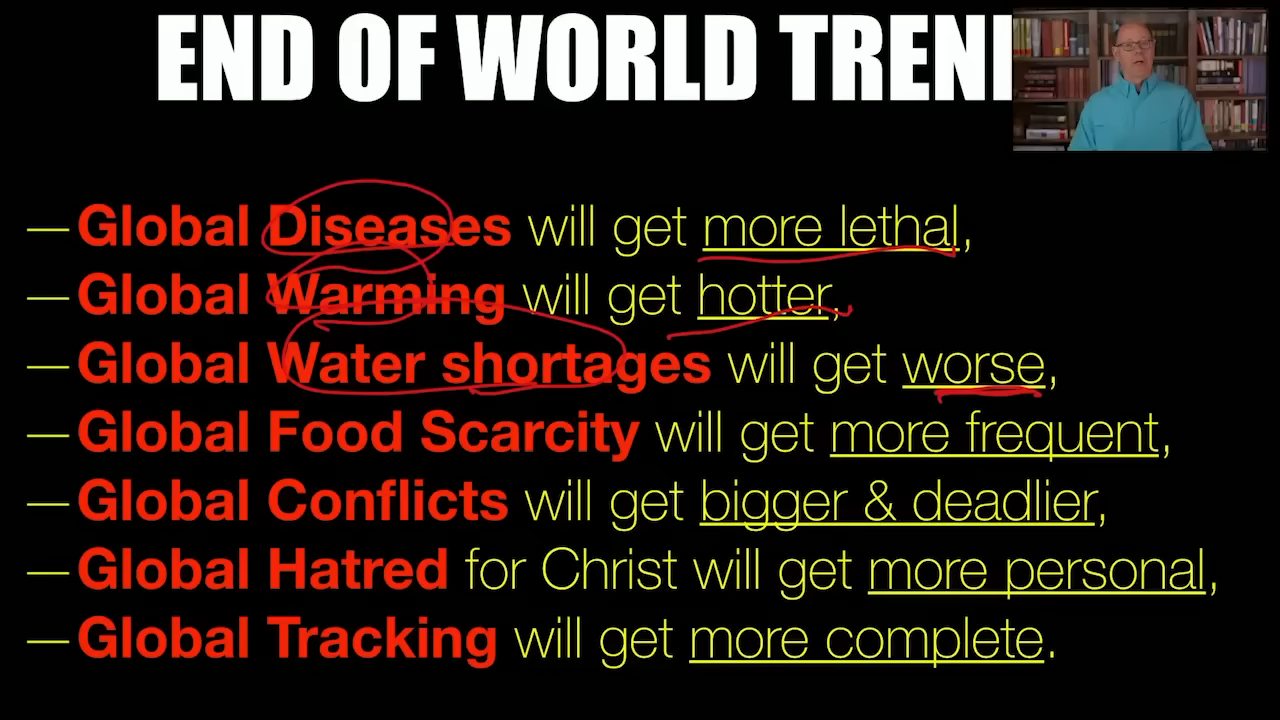 END OF WORLD TREN
— Global Diseases will get more lethal,
— Global Warming will get hotter,
— Global Water shortages will get worse,
— Global Food Scarcity will get more frequent,
— Global Conflicts will get bigger & deadlier,
— Global Hatred for Christ will get more personal,
— Global Tracking will get more complete.